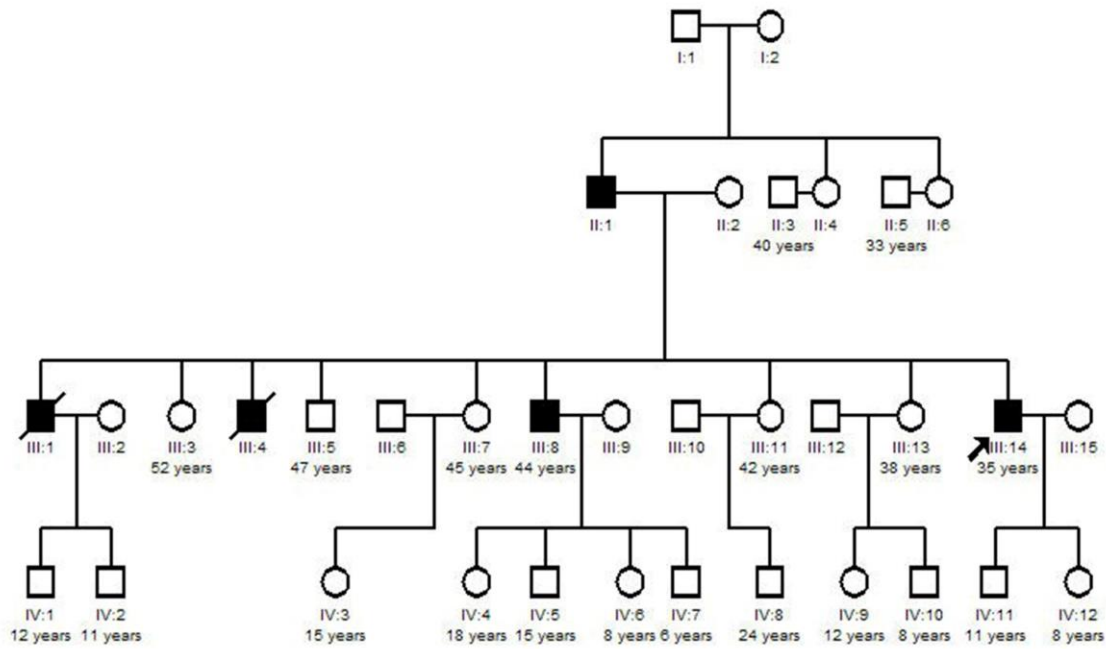 I:1 I:2
II:1 II:2 II:3 II:4 II:5 II:6
40 years 33 years
III:1 III:2 III:3 III:4 III:5 III:6 III:7 III:8 III:9 III:10 III:11 III:12 III:13 III:14 III:15
52 years 47 years 45 years 44 years 42 years 38 years 35 years
IV:1 IV:2 IV:3 IV:4 IV:5 IV:6 IV:7 IV:8 IV:9 IV:10 IV:11 IV:12
12 years 11 years 15 years 18 years 15 years 8 years 6 years 24 years 12 years 8 years 11 years 8 years